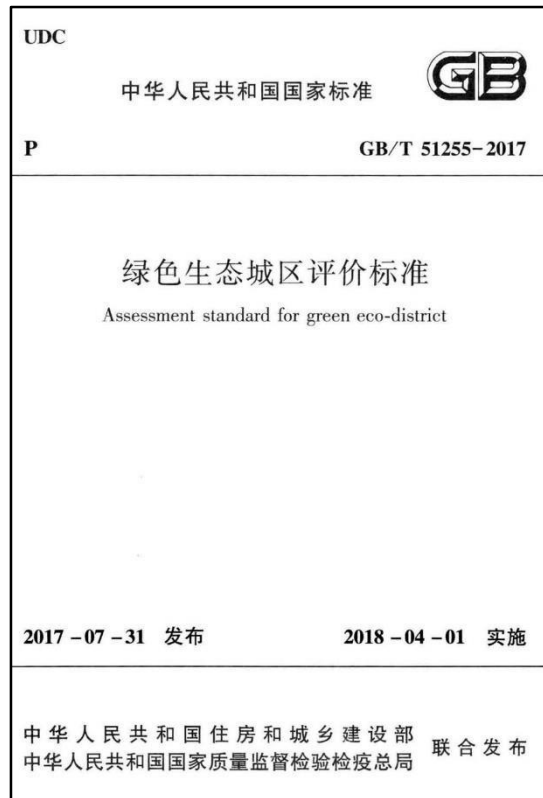 UDC
中华人民共和国国家标准
GB
P
GB/T 51255-2017
绿色生态城区评价标准
Assessment standard for green eco-district
2017-07-31 发布
2018-04-01 实施
中华人民共和国住房和城乡建设部
中华人民共和国国家质量监督检验检疫总局
联合发布